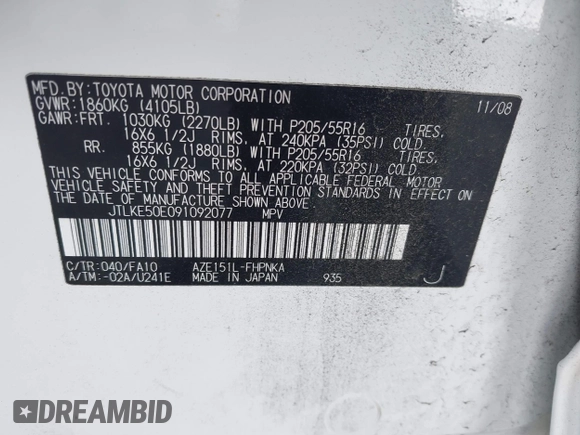 MFD.BY:TOYOTA MOTOR CORPORATION 11/08
GVWR:1860KG (4105LB)
GAWR:FRT. 1030KG (2270LB) WITH P205/55R16 TIRES,
16X6 1/2J RIMS, AT 240KPA (35PSI) COLD.
RR. 855KG (1880LB) WITH P205/55R16 TIRES,
16X6 1/2J RIMS, AT 220KPA (32PSI) COLD.
THIS VEHICLE CONFORMS TO ALL APPLICABLE FEDERAL MOTOR
VEHICLE SAFETY AND THEFT PREVENTION STANDARDS IN EFFECT ON
THE DATE OF MANUFACTURE SHOWN ABOVE.
JTLKE50E091092077 MPV
C/TR:040/FA10 AZE151L-FHPNKA
A/TM:-02A/U241E MADE IN JAPAN 935 J
DREAMBID